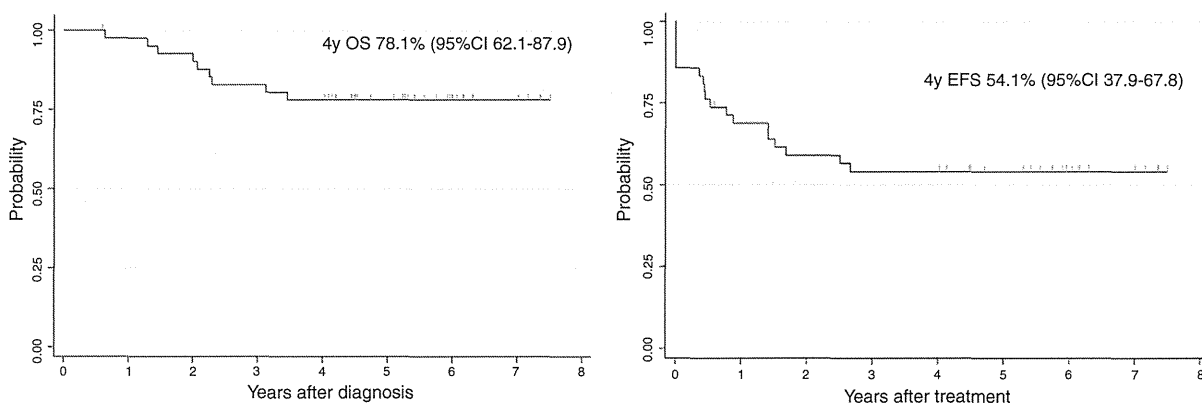 4y OS 78.1% (95%CI 62.1-87.9)
Probability
1.00
0.75
0.50
0.25
0.00
0 1 2 3 4 5 6 7 8
Years after diagnosis
4y EFS 54.1% (95%CI 37.9-67.8)
Probability
1.00
0.75
0.50
0.25
0.00
0 1 2 3 4 5 6 7 8
Years after treatment